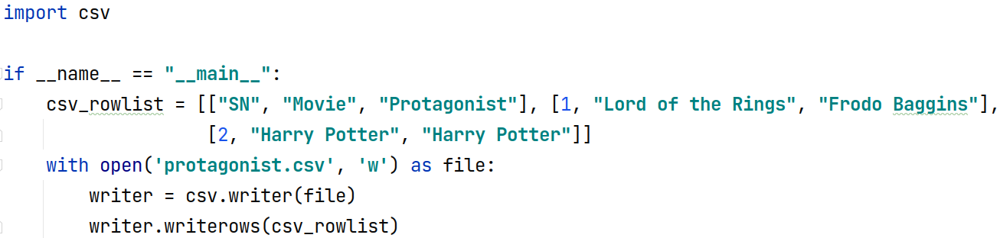 import csv
if __name__ == "__main__":
    csv_rowlist = [["SN", "Movie", "Protagonist"], [1, "Lord of the Rings", "Frodo Baggins"],
                   [2, "Harry Potter", "Harry Potter"]]
    with open('protagonist.csv', 'w') as file:
        writer = csv.writer(file)
        writer.writerows(csv_rowlist)